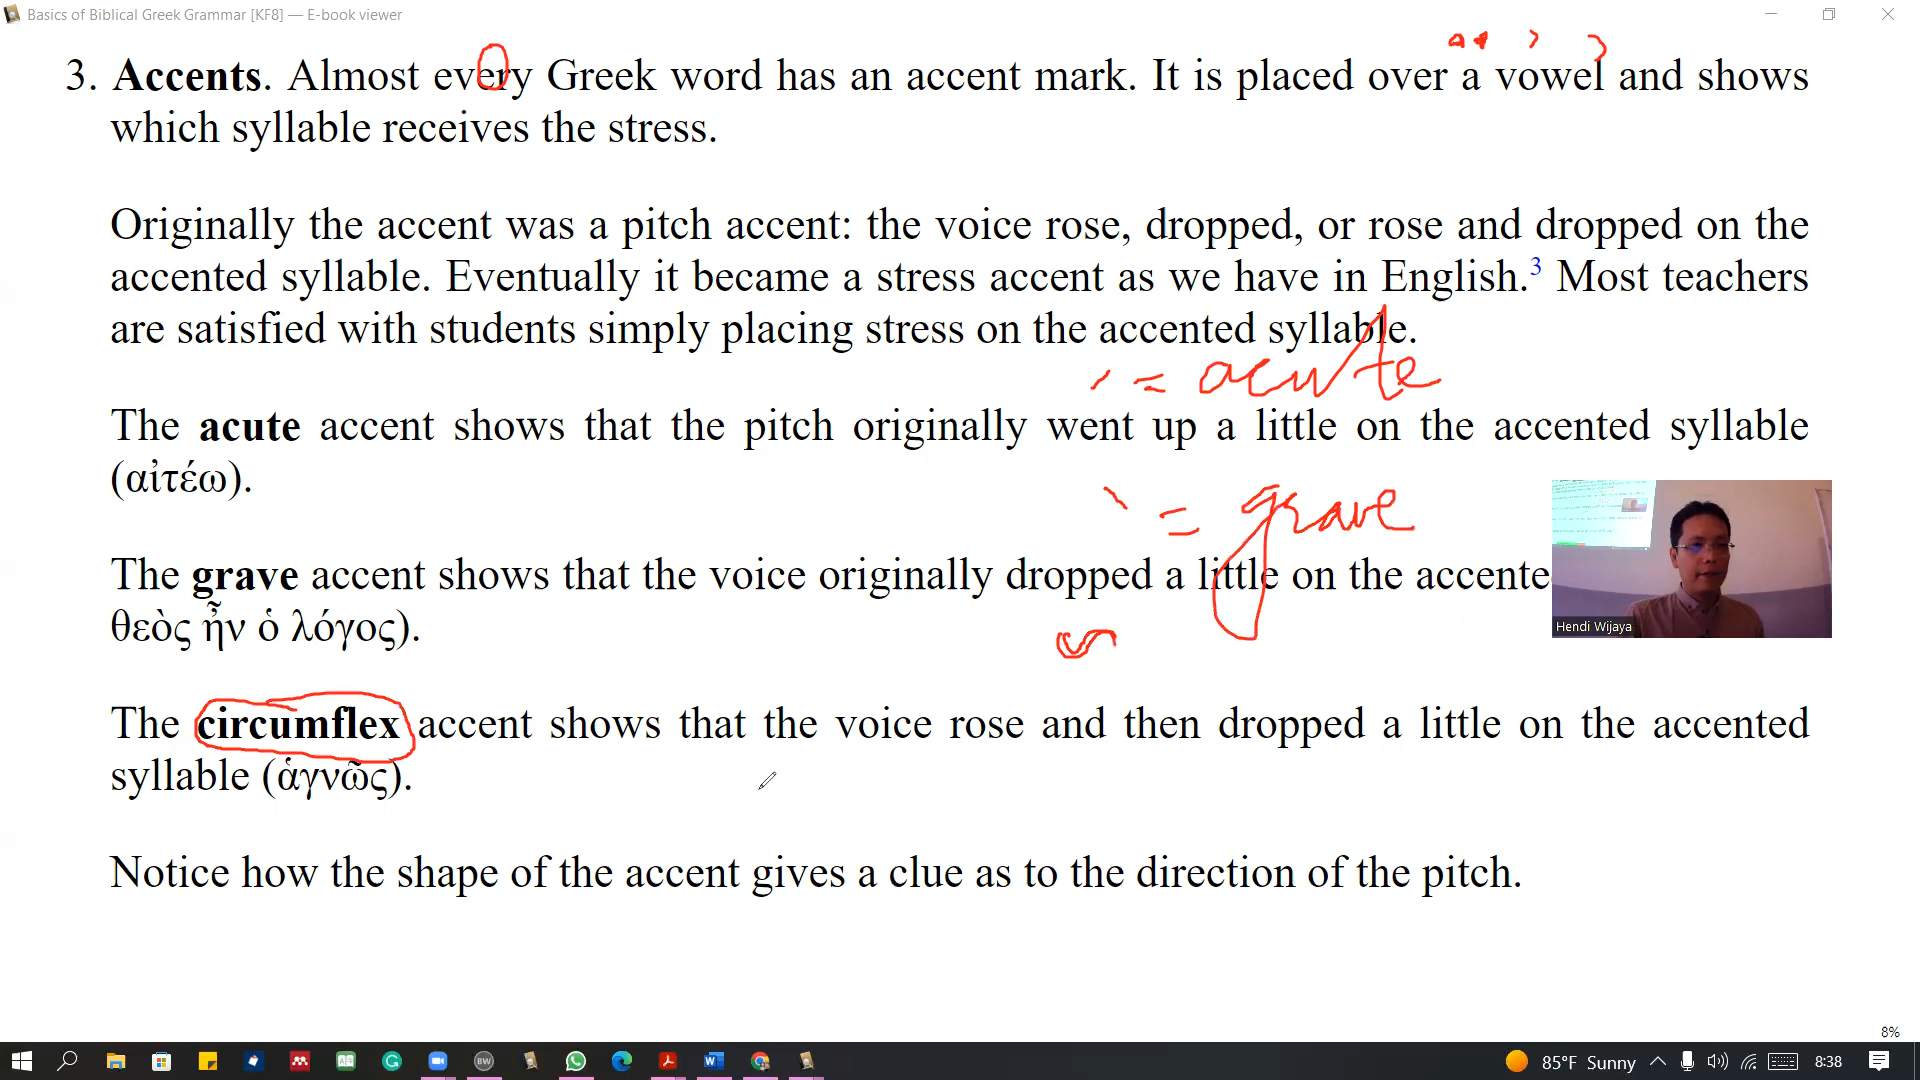 Basics of Biblical Greek Grammar [KF8] — E-book viewer
3. Accents. Almost every Greek word has an accent mark. It is placed over a vowel and shows
which syllable receives the stress.
Originally the accent was a pitch accent: the voice rose, dropped, or rose and dropped on the
accented syllable. Eventually it became a stress accent as we have in English.3 Most teachers
are satisfied with students simply placing stress on the accented syllable.
´ = acute
The acute accent shows that the pitch originally went up a little on the accented syllable
(αἰτέω).
` = grave
The grave accent shows that the voice originally dropped a little on the accente
θεὸς ἦν ὁ λόγος).
Hendi Wijaya
The circumflex accent shows that the voice rose and then dropped a little on the accented
syllable (ἁγνῶς).
Notice how the shape of the accent gives a clue as to the direction of the pitch.
8%
BW
85°F Sunny
8:38